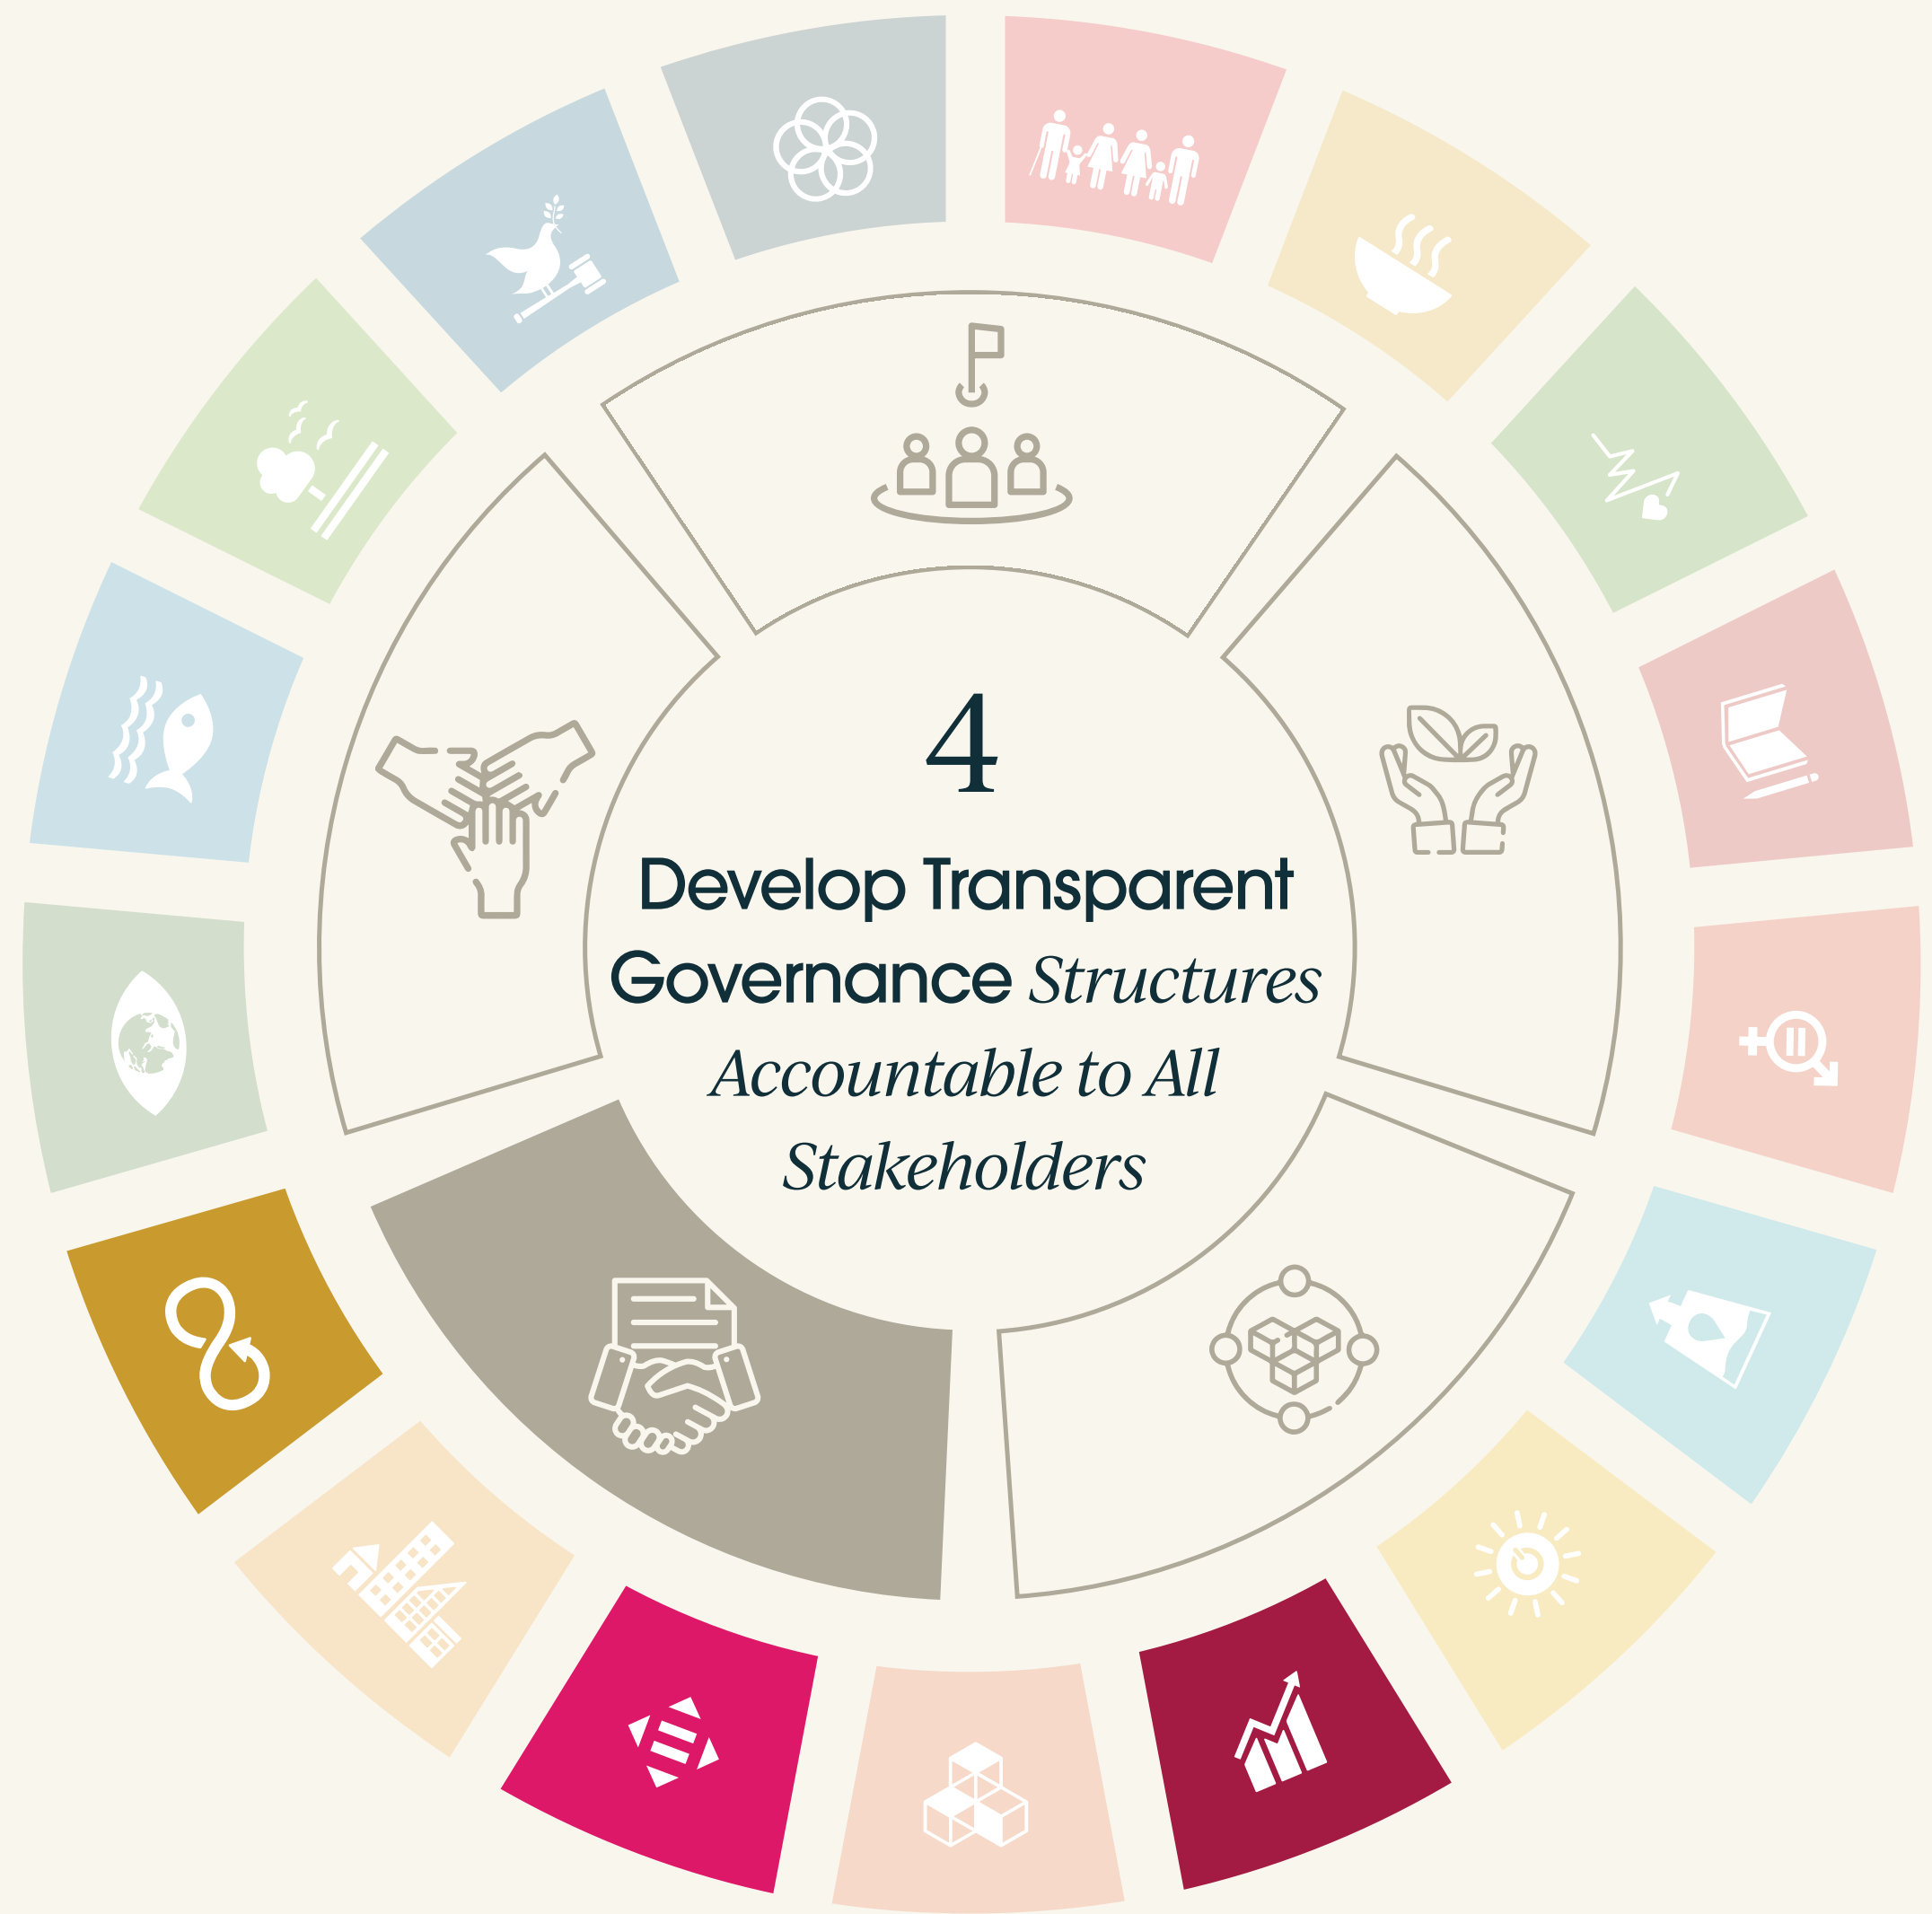 4
Develop Transparent
Governance Structures
Accountable to All
Stakeholders